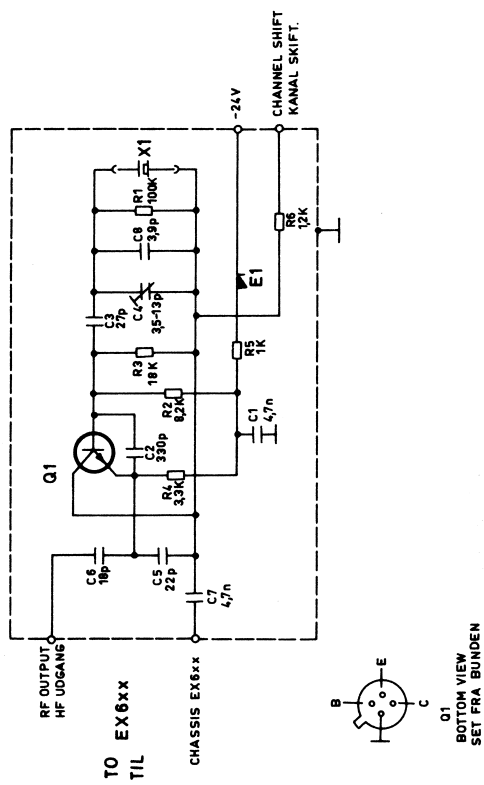 CHANNEL SHIFT
KANAL SKIFT.
-24V
X1
R1
100K
C8
3,9p
C4
3,5-13p
C3
27p
R3
18K
R2
8,2K
C2
330p
R4
3,3K
Q1
C6
18p
C5
22p
C7
4,7n
C1
4,7n
R5
1K
E1
R6
1,2K
RF OUTPUT
HF UDGANG
TO EX6xx
TIL
CHASSIS EX6xx
B
E
C
Q1
BOTTOM VIEW
SET FRA BUNDEN